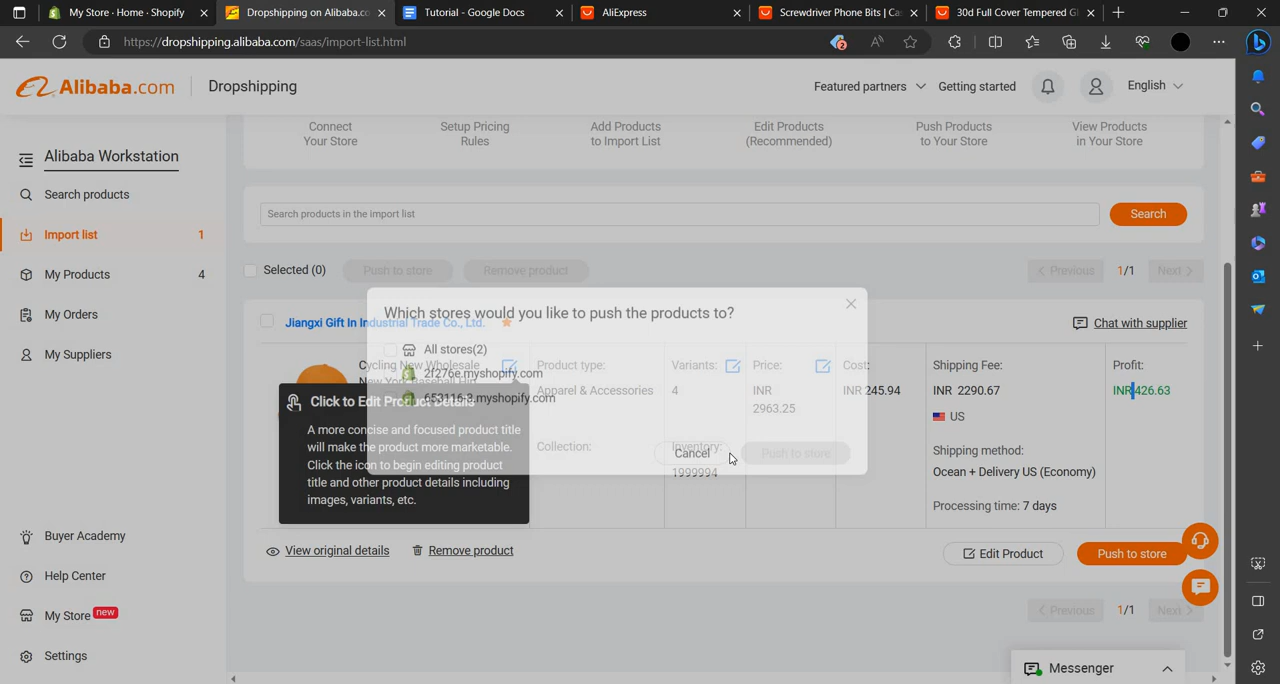 My Store · Home · Shopify
Dropshipping on Alibaba.co
Tutorial - Google Docs
AliExpress
Screwdriver Phone Bits | Ca
30d Full Cover Tempered Gl
https://dropshipping.alibaba.com/saas/import-list.html
2
Alibaba.com
Dropshipping
Featured partners
Getting started
English
Alibaba Workstation
Search products
Import list 1
My Products 4
My Orders
My Suppliers
Buyer Academy
Help Center
My Store new
Settings
Connect Your Store
Setup Pricing Rules
Add Products to Import List
Edit Products (Recommended)
Push Products to Your Store
View Products in Your Store
Search products in the import list
Search
Selected (0)
Push to store
Remove product
< Previous 1/1 Next >
Jiangxi Gift In Industrial Trade Co., Ltd.
Chat with supplier
Which stores would you like to push the products to?
All stores(2)
2f276e.myshopify.com
653116-3.myshopify.com
Cancel
Push to store
Cycling New Wholesale
New York Baseball Hip
Product type:
Apparel & Accessories
Collection:
Variants:
4
Inventory:
1999994
Price:
INR
2963.25
Cost:
INR 245.94
Shipping Fee:
INR 2290.67
US
Shipping method:
Ocean + Delivery US (Economy)
Processing time: 7 days
Profit:
INR 426.63
Click to Edit Product Details
A more concise and focused product title
will make the product more marketable.
Click the icon to begin editing product
title and other product details including
images, variants, etc.
View original details
Remove product
Edit Product
Push to store
< Previous 1/1 Next >
Messenger